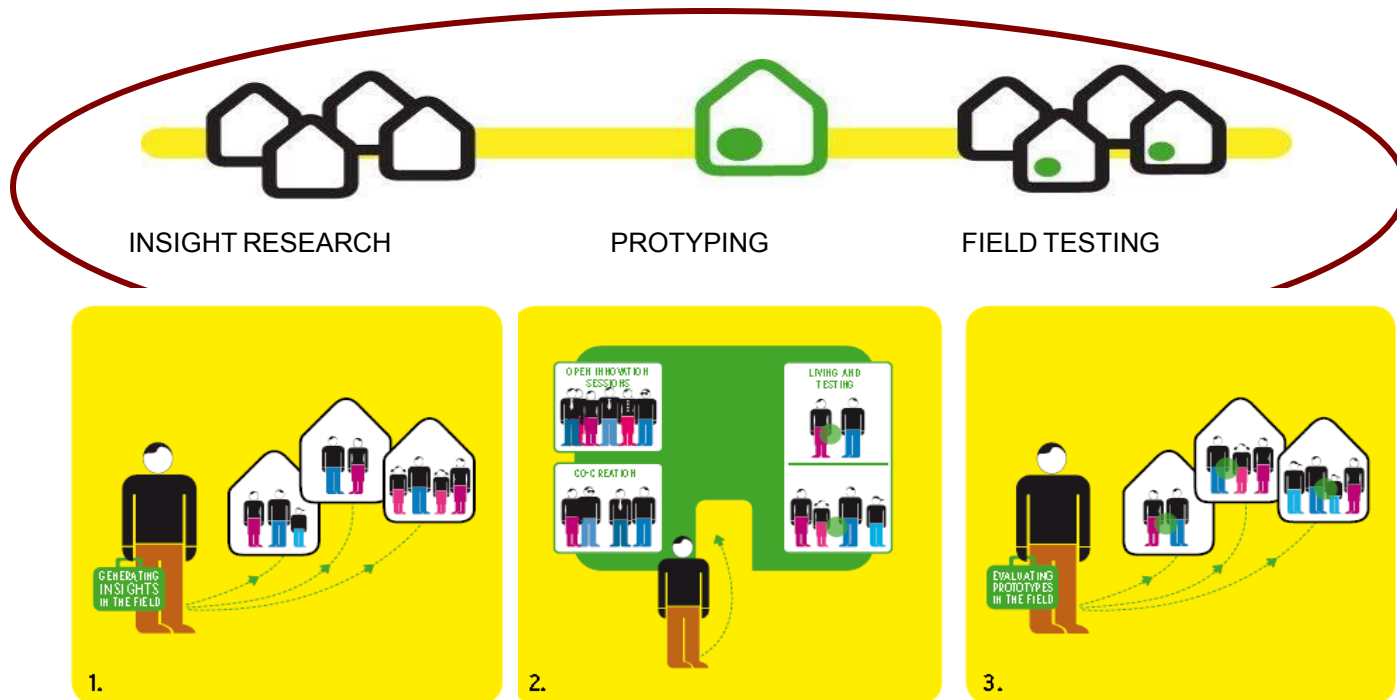 INSIGHT RESEARCH
PROTYPING
FIELD TESTING
GENERATING
INSIGHTS
IN THE FIELD
1.
OPEN INNOVATION
SESSIONS
CO-CREATION
LIVING AND
TESTING
2.
EVALUATING
PROTOTYPES
IN THE FIELD
3.